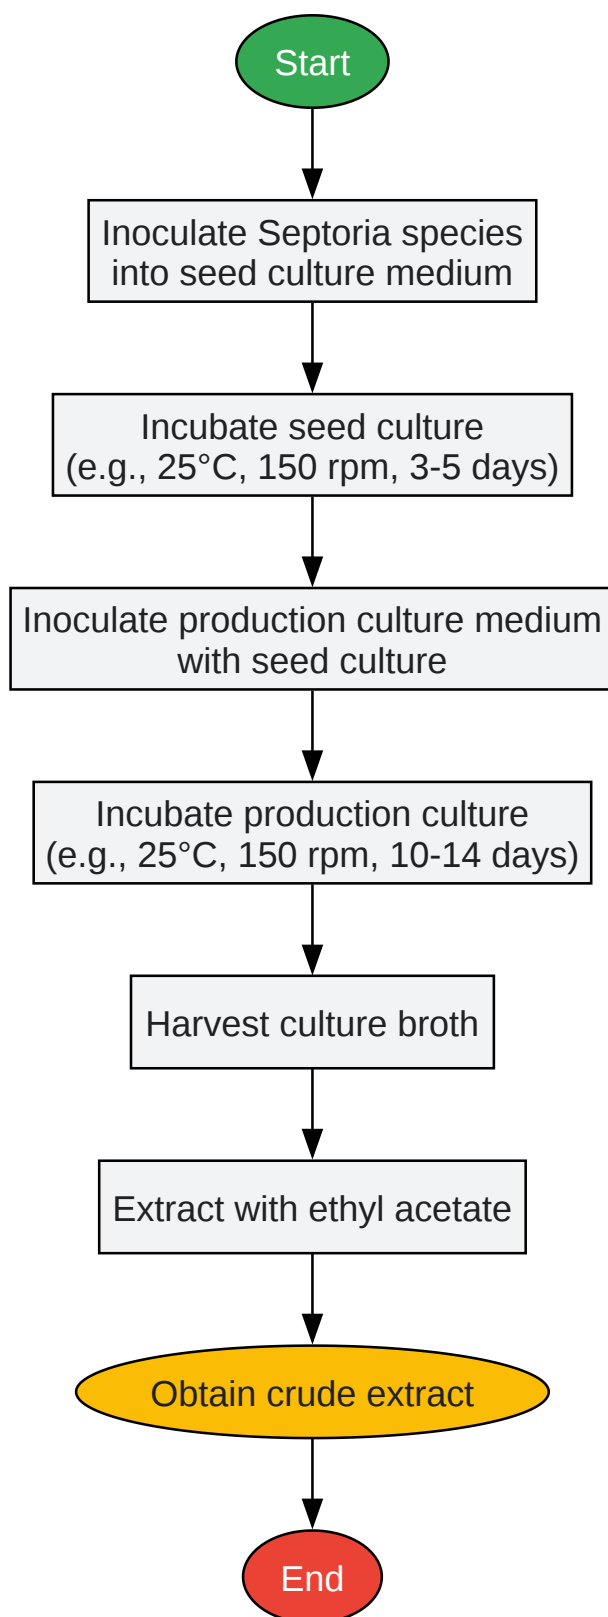 Start
Inoculate Septoria species
into seed culture medium
Incubate seed culture
(e.g., 25°C, 150 rpm, 3-5 days)
Inoculate production culture medium
with seed culture
Incubate production culture
(e.g., 25°C, 150 rpm, 10-14 days)
Harvest culture broth
Extract with ethyl acetate
Obtain crude extract
End